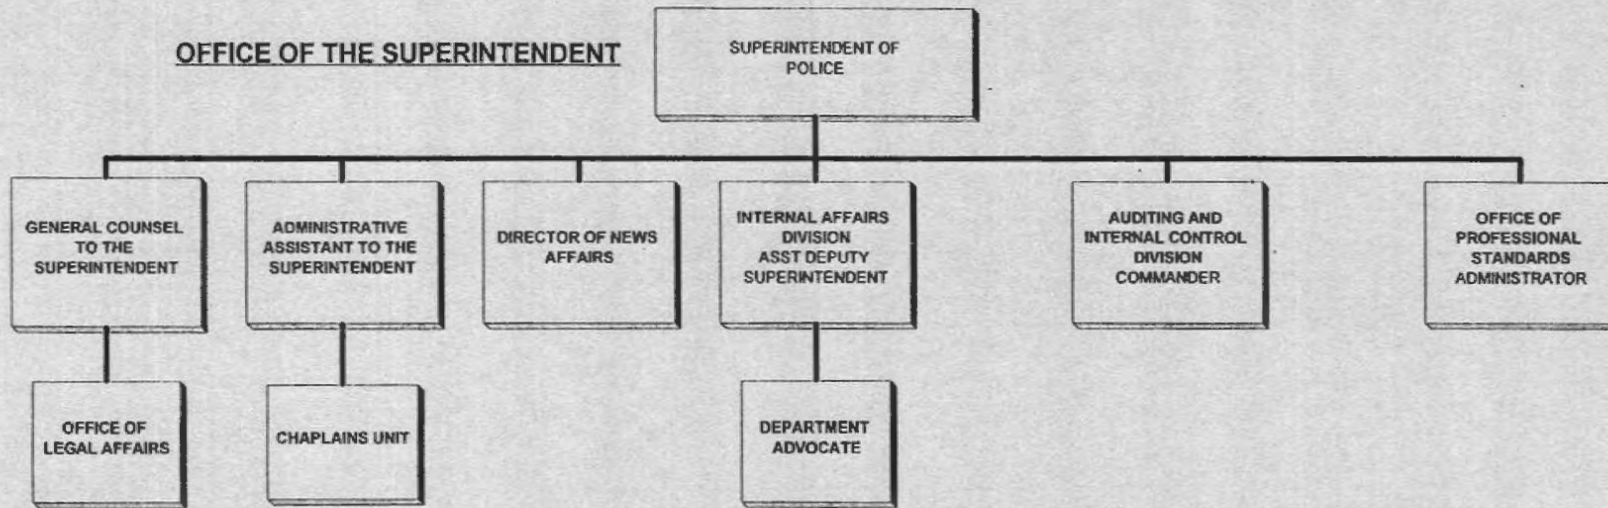 OFFICE OF THE SUPERINTENDENT
SUPERINTENDENT OF
POLICE
GENERAL COUNSEL
TO THE
SUPERINTENDENT
ADMINISTRATIVE
ASSISTANT TO THE
SUPERINTENDENT
DIRECTOR OF NEWS
AFFAIRS
INTERNAL AFFAIRS
DIVISION
ASST DEPUTY
SUPERINTENDENT
AUDITING AND
INTERNAL CONTROL
DIVISION
COMMANDER
OFFICE OF
PROFESSIONAL
STANDARDS
ADMINISTRATOR
OFFICE OF
LEGAL AFFAIRS
CHAPLAINS UNIT
DEPARTMENT
ADVOCATE